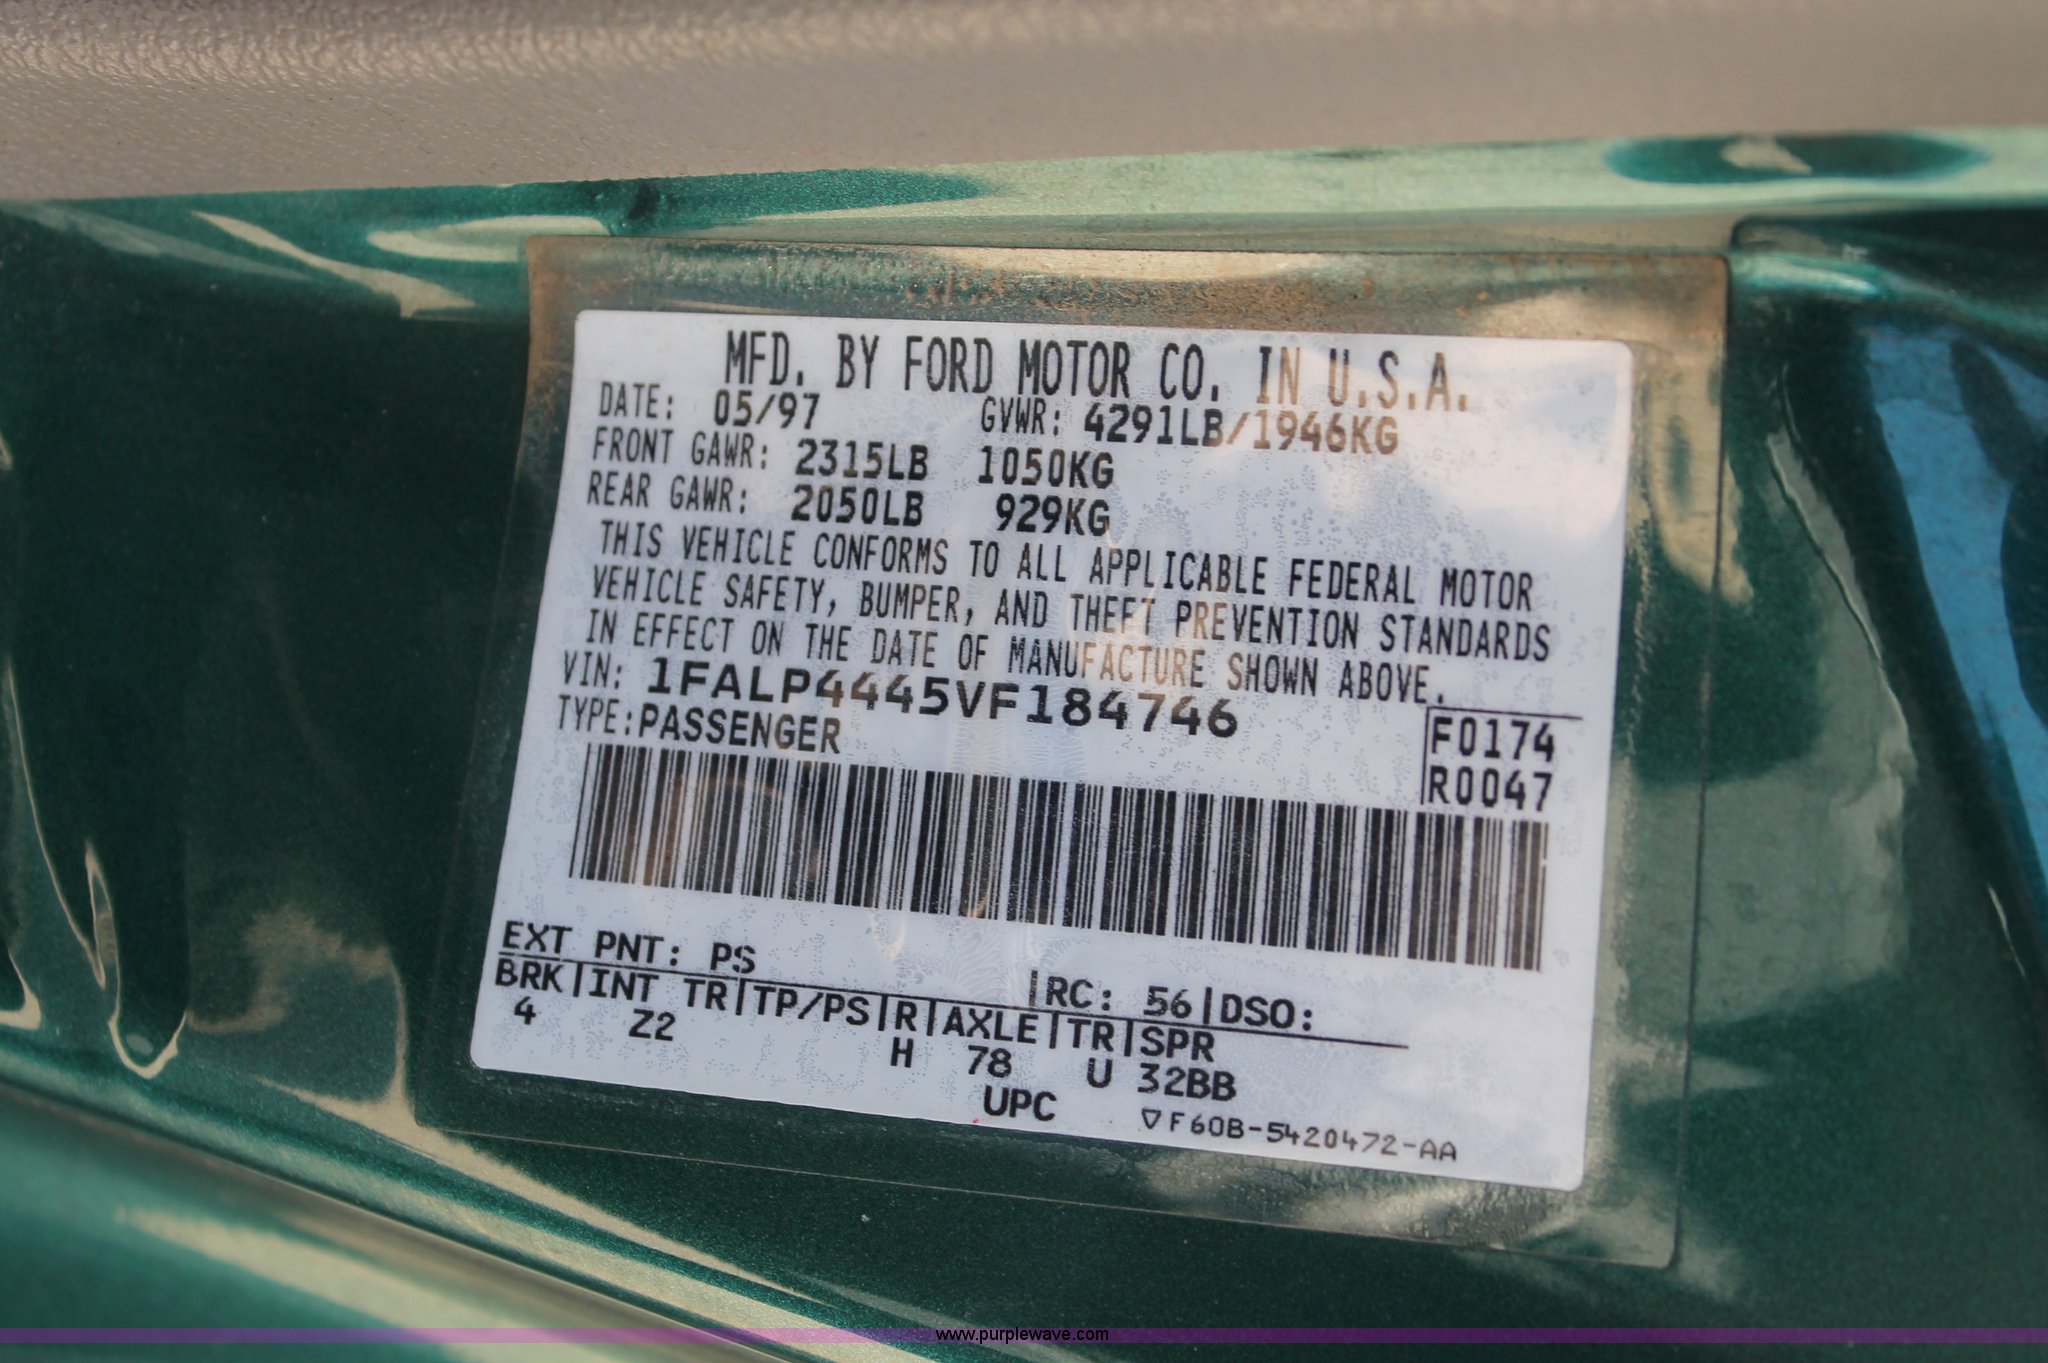 MFD. BY FORD MOTOR CO. IN U.S.A.
DATE: 05/97 GVWR: 4291LB/1946KG
FRONT GAWR: 2315LB 1050KG
REAR GAWR: 2050LB 929KG
THIS VEHICLE CONFORMS TO ALL APPLICABLE FEDERAL MOTOR
VEHICLE SAFETY, BUMPER, AND THEFT PREVENTION STANDARDS
IN EFFECT ON THE DATE OF MANUFACTURE SHOWN ABOVE.
VIN: 1FALP4445VF184746
TYPE: PASSENGER
F0174
R0047
EXT PNT: PS RC: 56 DSO:
BRK INT TR TP/PS R AXLE TR SPR
4 Z2 H 78 U 32BB
UPC ▽F60B-5420472-AA
www.purplewave.com